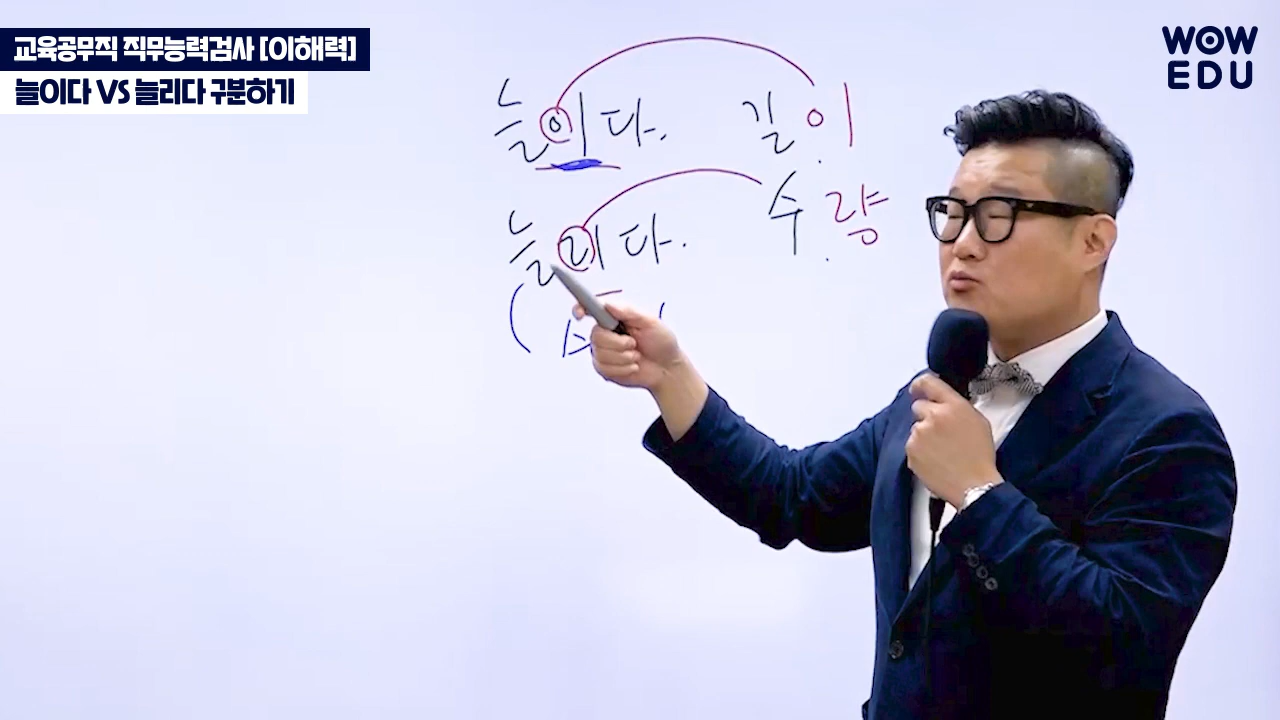 교육공무직 직무능력검사 [이해력]
늘이다 VS 늘리다 구분하기
WOW
EDU
늘이다. 길이
늘리다. 수량
(